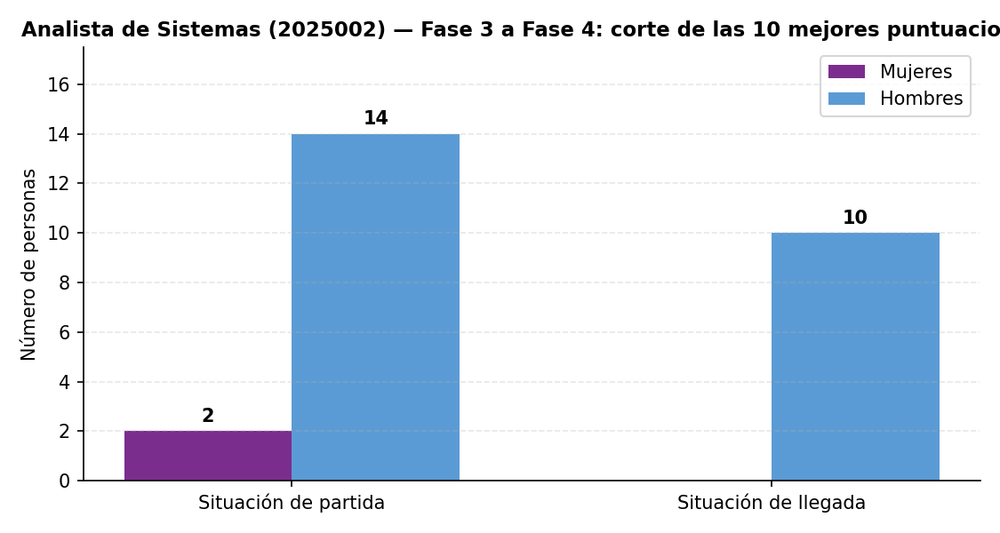 Analista de Sistemas (2025002) — Fase 3 a Fase 4: corte de las 10 mejores puntuacio
Mujeres
Hombres
Número de personas
16
14
12
10
8
6
4
2
0
2
14
10
Situación de partida
Situación de llegada